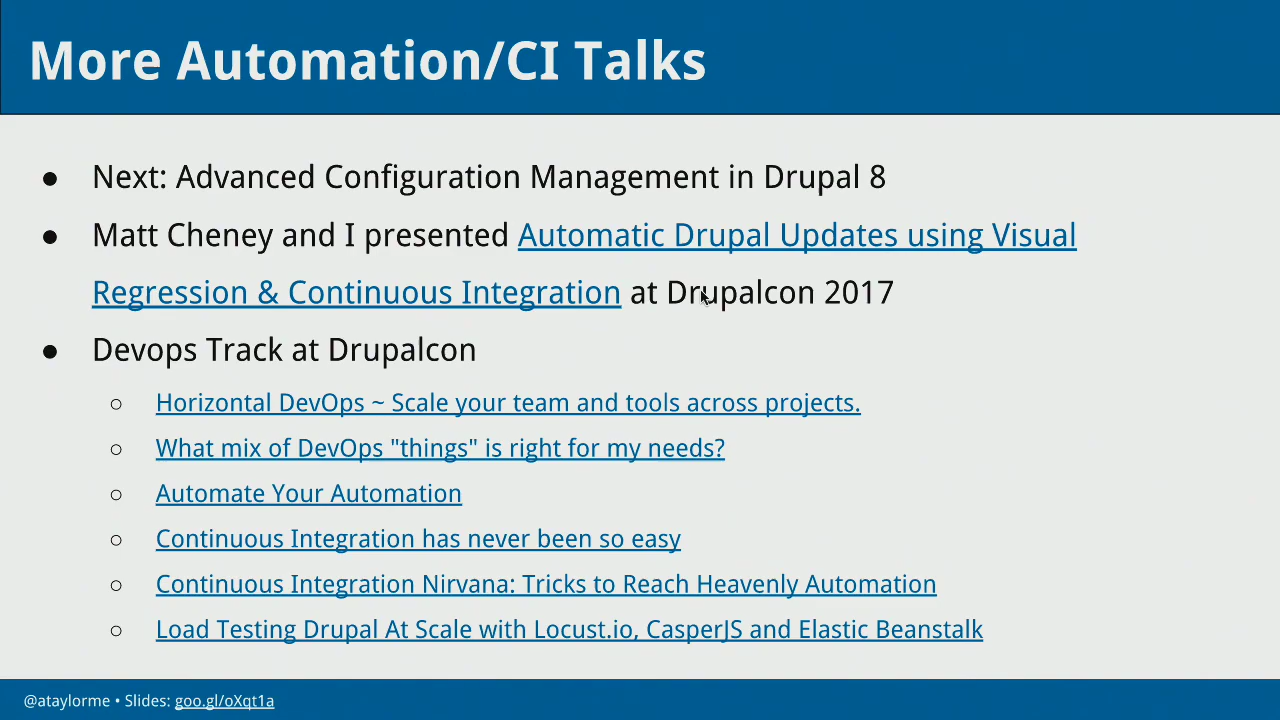 More Automation/CI Talks
● Next: Advanced Configuration Management in Drupal 8
● Matt Cheney and I presented Automatic Drupal Updates using Visual
Regression & Continuous Integration at Drupalcon 2017
● Devops Track at Drupalcon
○ Horizontal DevOps ~ Scale your team and tools across projects.
○ What mix of DevOps "things" is right for my needs?
○ Automate Your Automation
○ Continuous Integration has never been so easy
○ Continuous Integration Nirvana: Tricks to Reach Heavenly Automation
○ Load Testing Drupal At Scale with Locust.io, CasperJS and Elastic Beanstalk
@ataylorme • Slides: goo.gl/oXqt1a